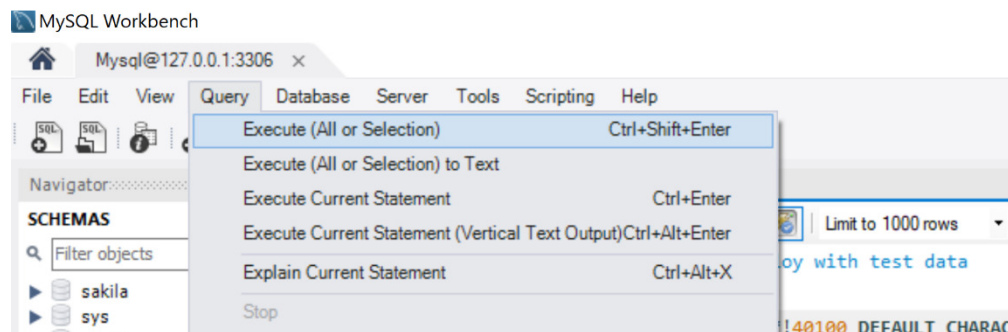 MySQL Workbench
Mysql@127.0.0.1:3306 ×
File Edit View Query Database Server Tools Scripting Help
SQL SQL
Execute (All or Selection) Ctrl+Shift+Enter
Execute (All or Selection) to Text
Navigator
Execute Current Statement Ctrl+Enter
SCHEMAS
Execute Current Statement (Vertical Text Output)Ctrl+Alt+Enter
Limit to 1000 rows
Filter objects
with test data
Explain Current Statement Ctrl+Alt+X
sakila
Stop
sys
!40100 DEFAULT